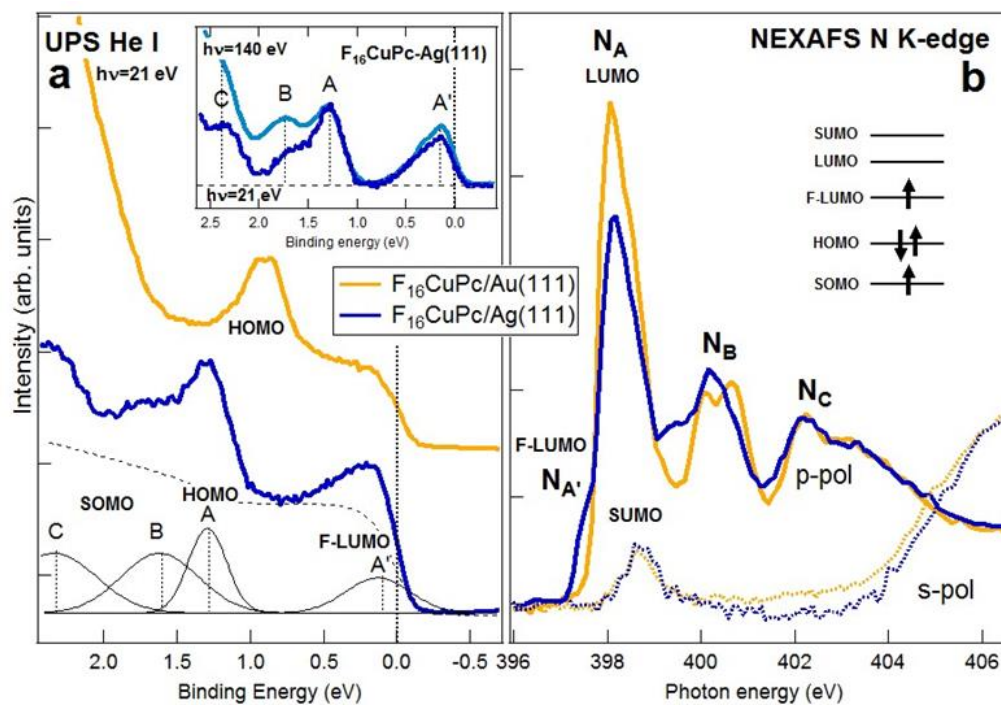 UPS He I
hν=21 eV
a
hν=140 eV
F₁₆CuPc-Ag(111)
C
B
A
A'
hν=21 eV
2.5 2.0 1.5 1.0 0.5 0.0
Binding energy (eV)
HOMO
F₁₆CuPc/Au(111)
F₁₆CuPc/Ag(111)
Intensity (arb. units)
SOMO
HOMO
F-LUMO
C
B
A
A'
2.0 1.5 1.0 0.5 0.0 -0.5
Binding Energy (eV)
NEXAFS N K-edge
b
N_A
LUMO
SUMO
LUMO
F-LUMO
HOMO
SOMO
N_B
N_C
F-LUMO
N_A'
p-pol
SUMO
s-pol
396 398 400 402 404 406
Photon energy (eV)